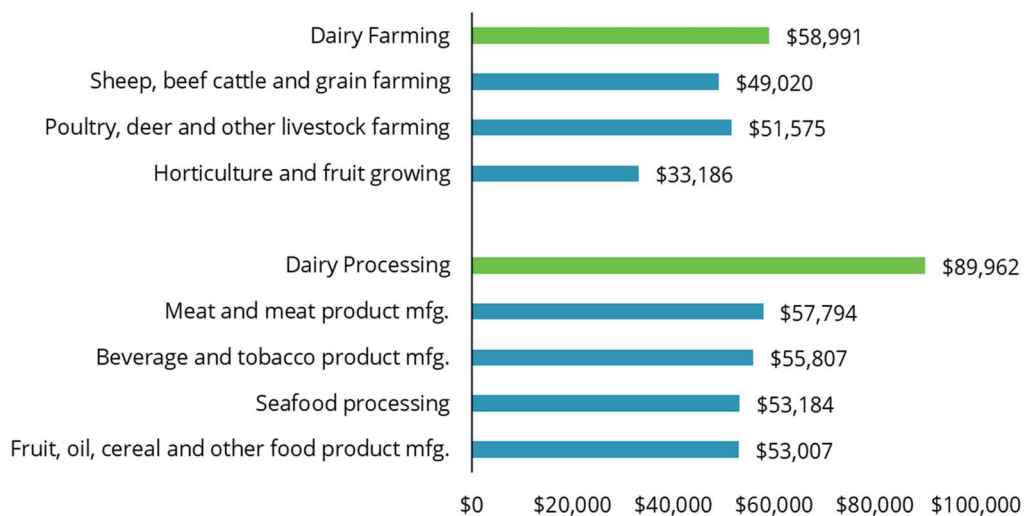 Dairy Farming $58,991
Sheep, beef cattle and grain farming $49,020
Poultry, deer and other livestock farming $51,575
Horticulture and fruit growing $33,186
Dairy Processing $89,962
Meat and meat product mfg. $57,794
Beverage and tobacco product mfg. $55,807
Seafood processing $53,184
Fruit, oil, cereal and other food product mfg. $53,007
$0 $20,000 $40,000 $60,000 $80,000 $100,000